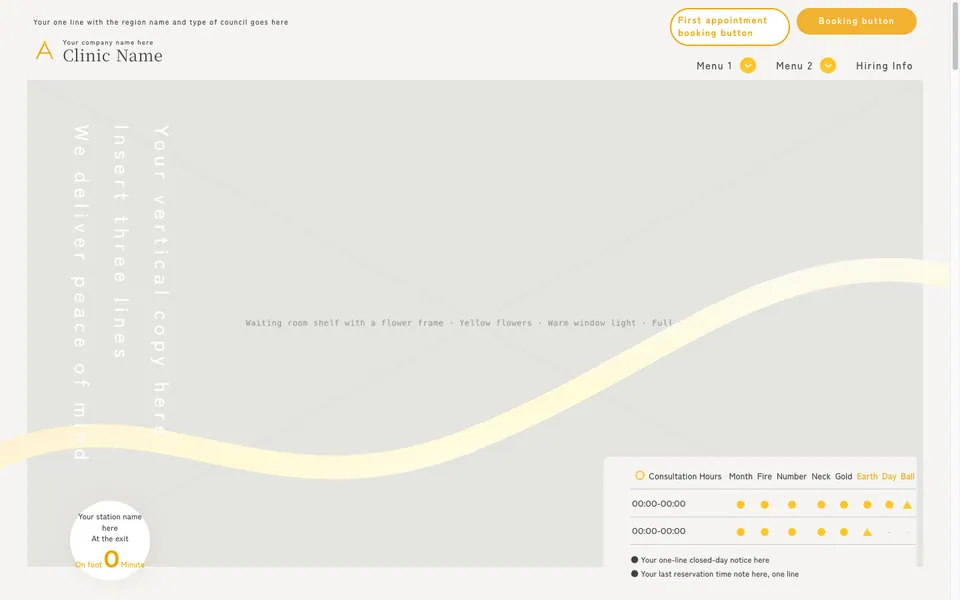 Your one line with the region name and type of council goes here
Your company name here
Clinic Name
First appointment
booking button
Booking button
Menu 1
Menu 2
Hiring Info
Your vertical copy here
Insert three lines
We deliver peace of mind
Waiting room shelf with a flower frame · Yellow flowers · Warm window light · Full
Your station name
here
At the exit
On foot 0 Minute
Consultation Hours Month Fire Number Neck Gold Earth Day Ball
00:00-00:00 ● ● ● ● ● ● ● ▲
00:00-00:00 ● ● ● ● ● ▲ - -
● Your one-line closed-day notice here
● Your last reservation time note here, one line